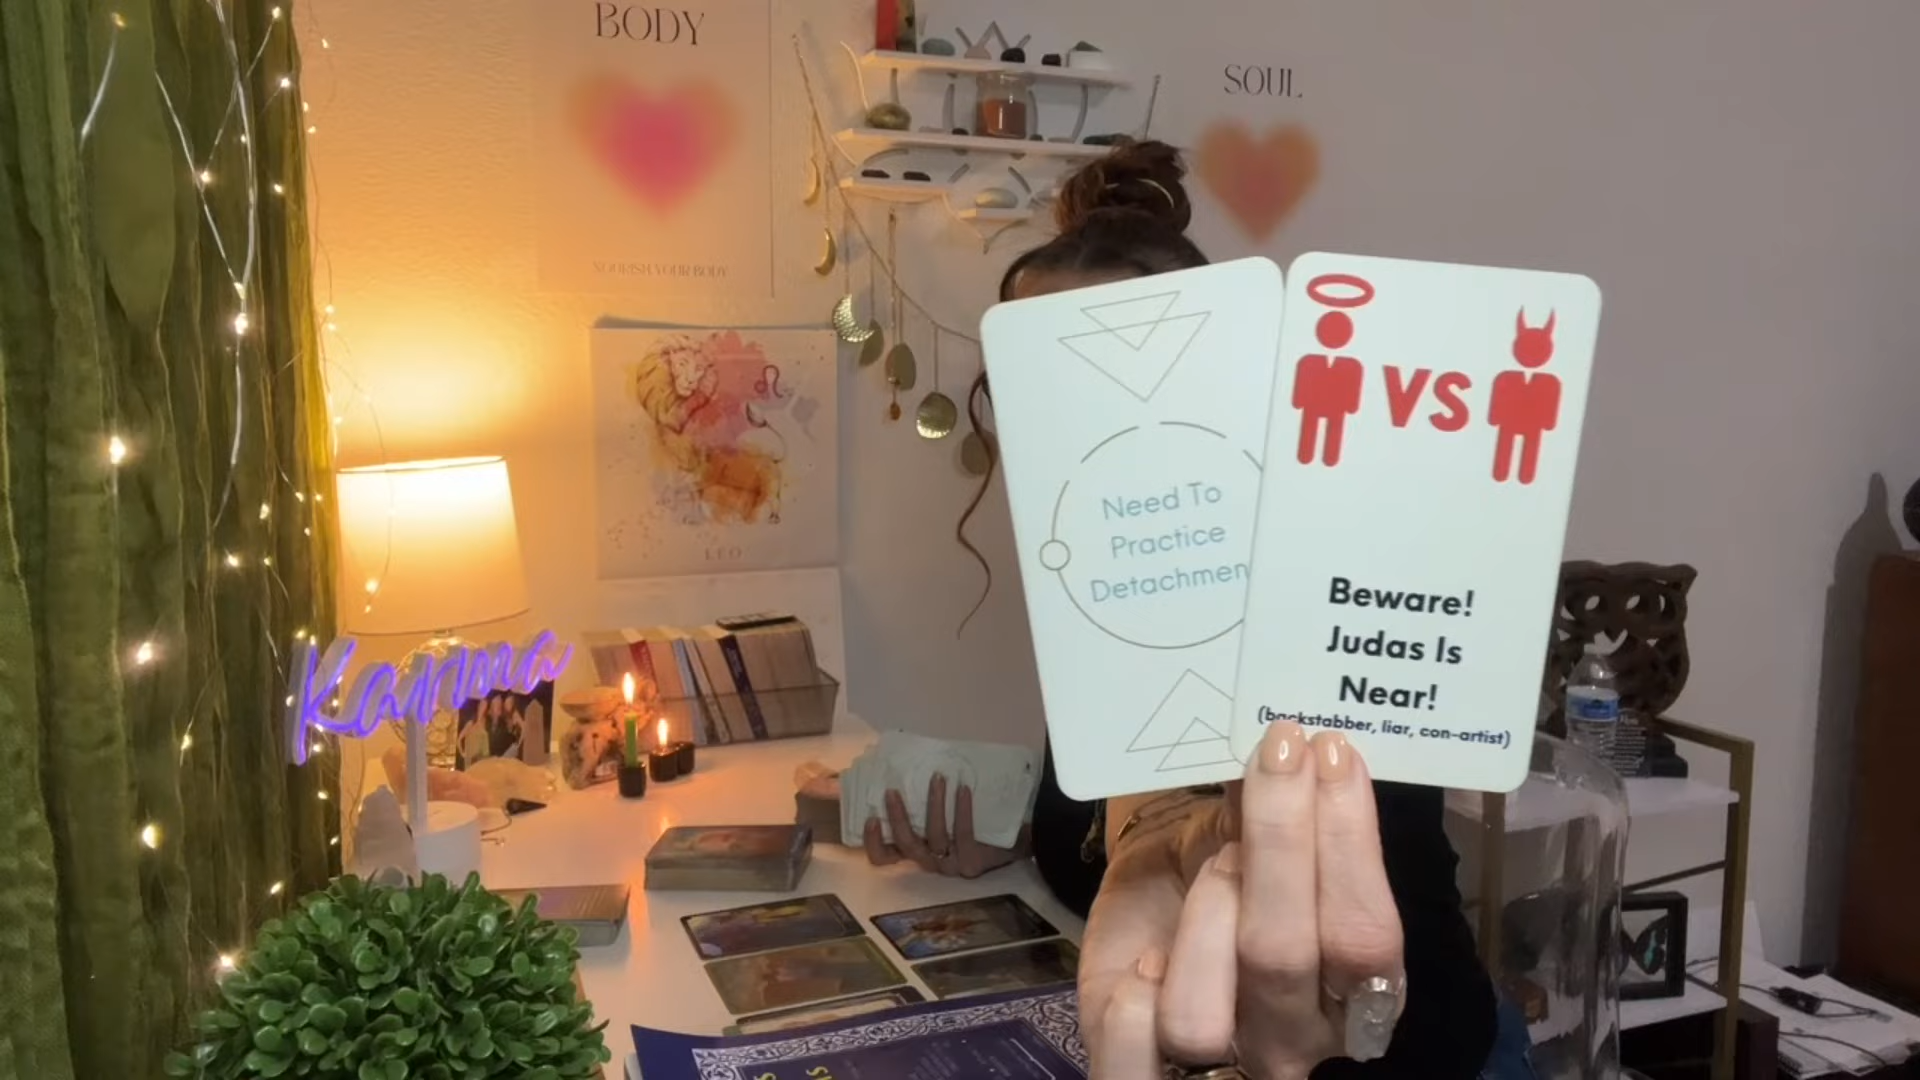 BODY
NOURISH YOUR BODY
SOUL
LEO
Karma
Need To
Practice
Detachmen
VS
Beware!
Judas Is
Near!
(backstabber, liar, con-artist)